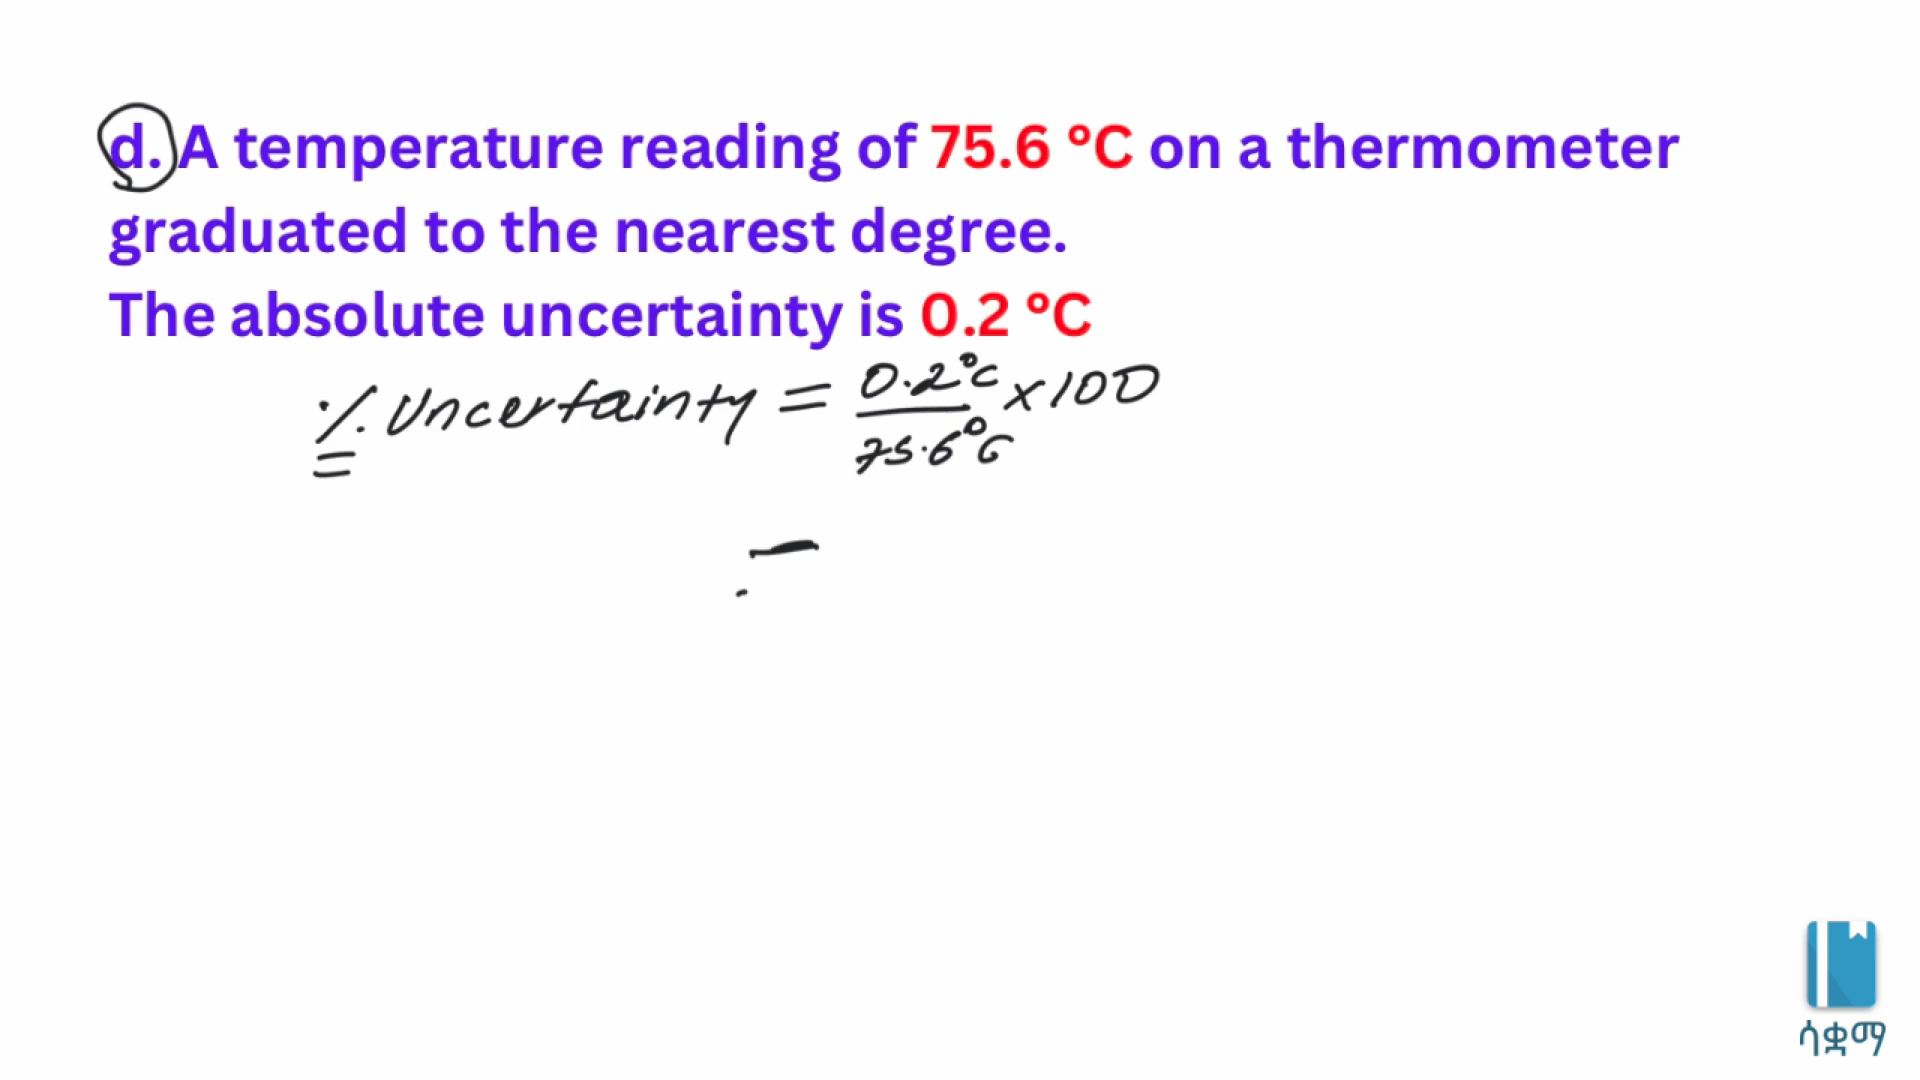 d. A temperature reading of 75.6 °C on a thermometer
graduated to the nearest degree.
The absolute uncertainty is 0.2 °C
% Uncertainty = 0.2°C/75.6°C x100
=
ሳቋማ